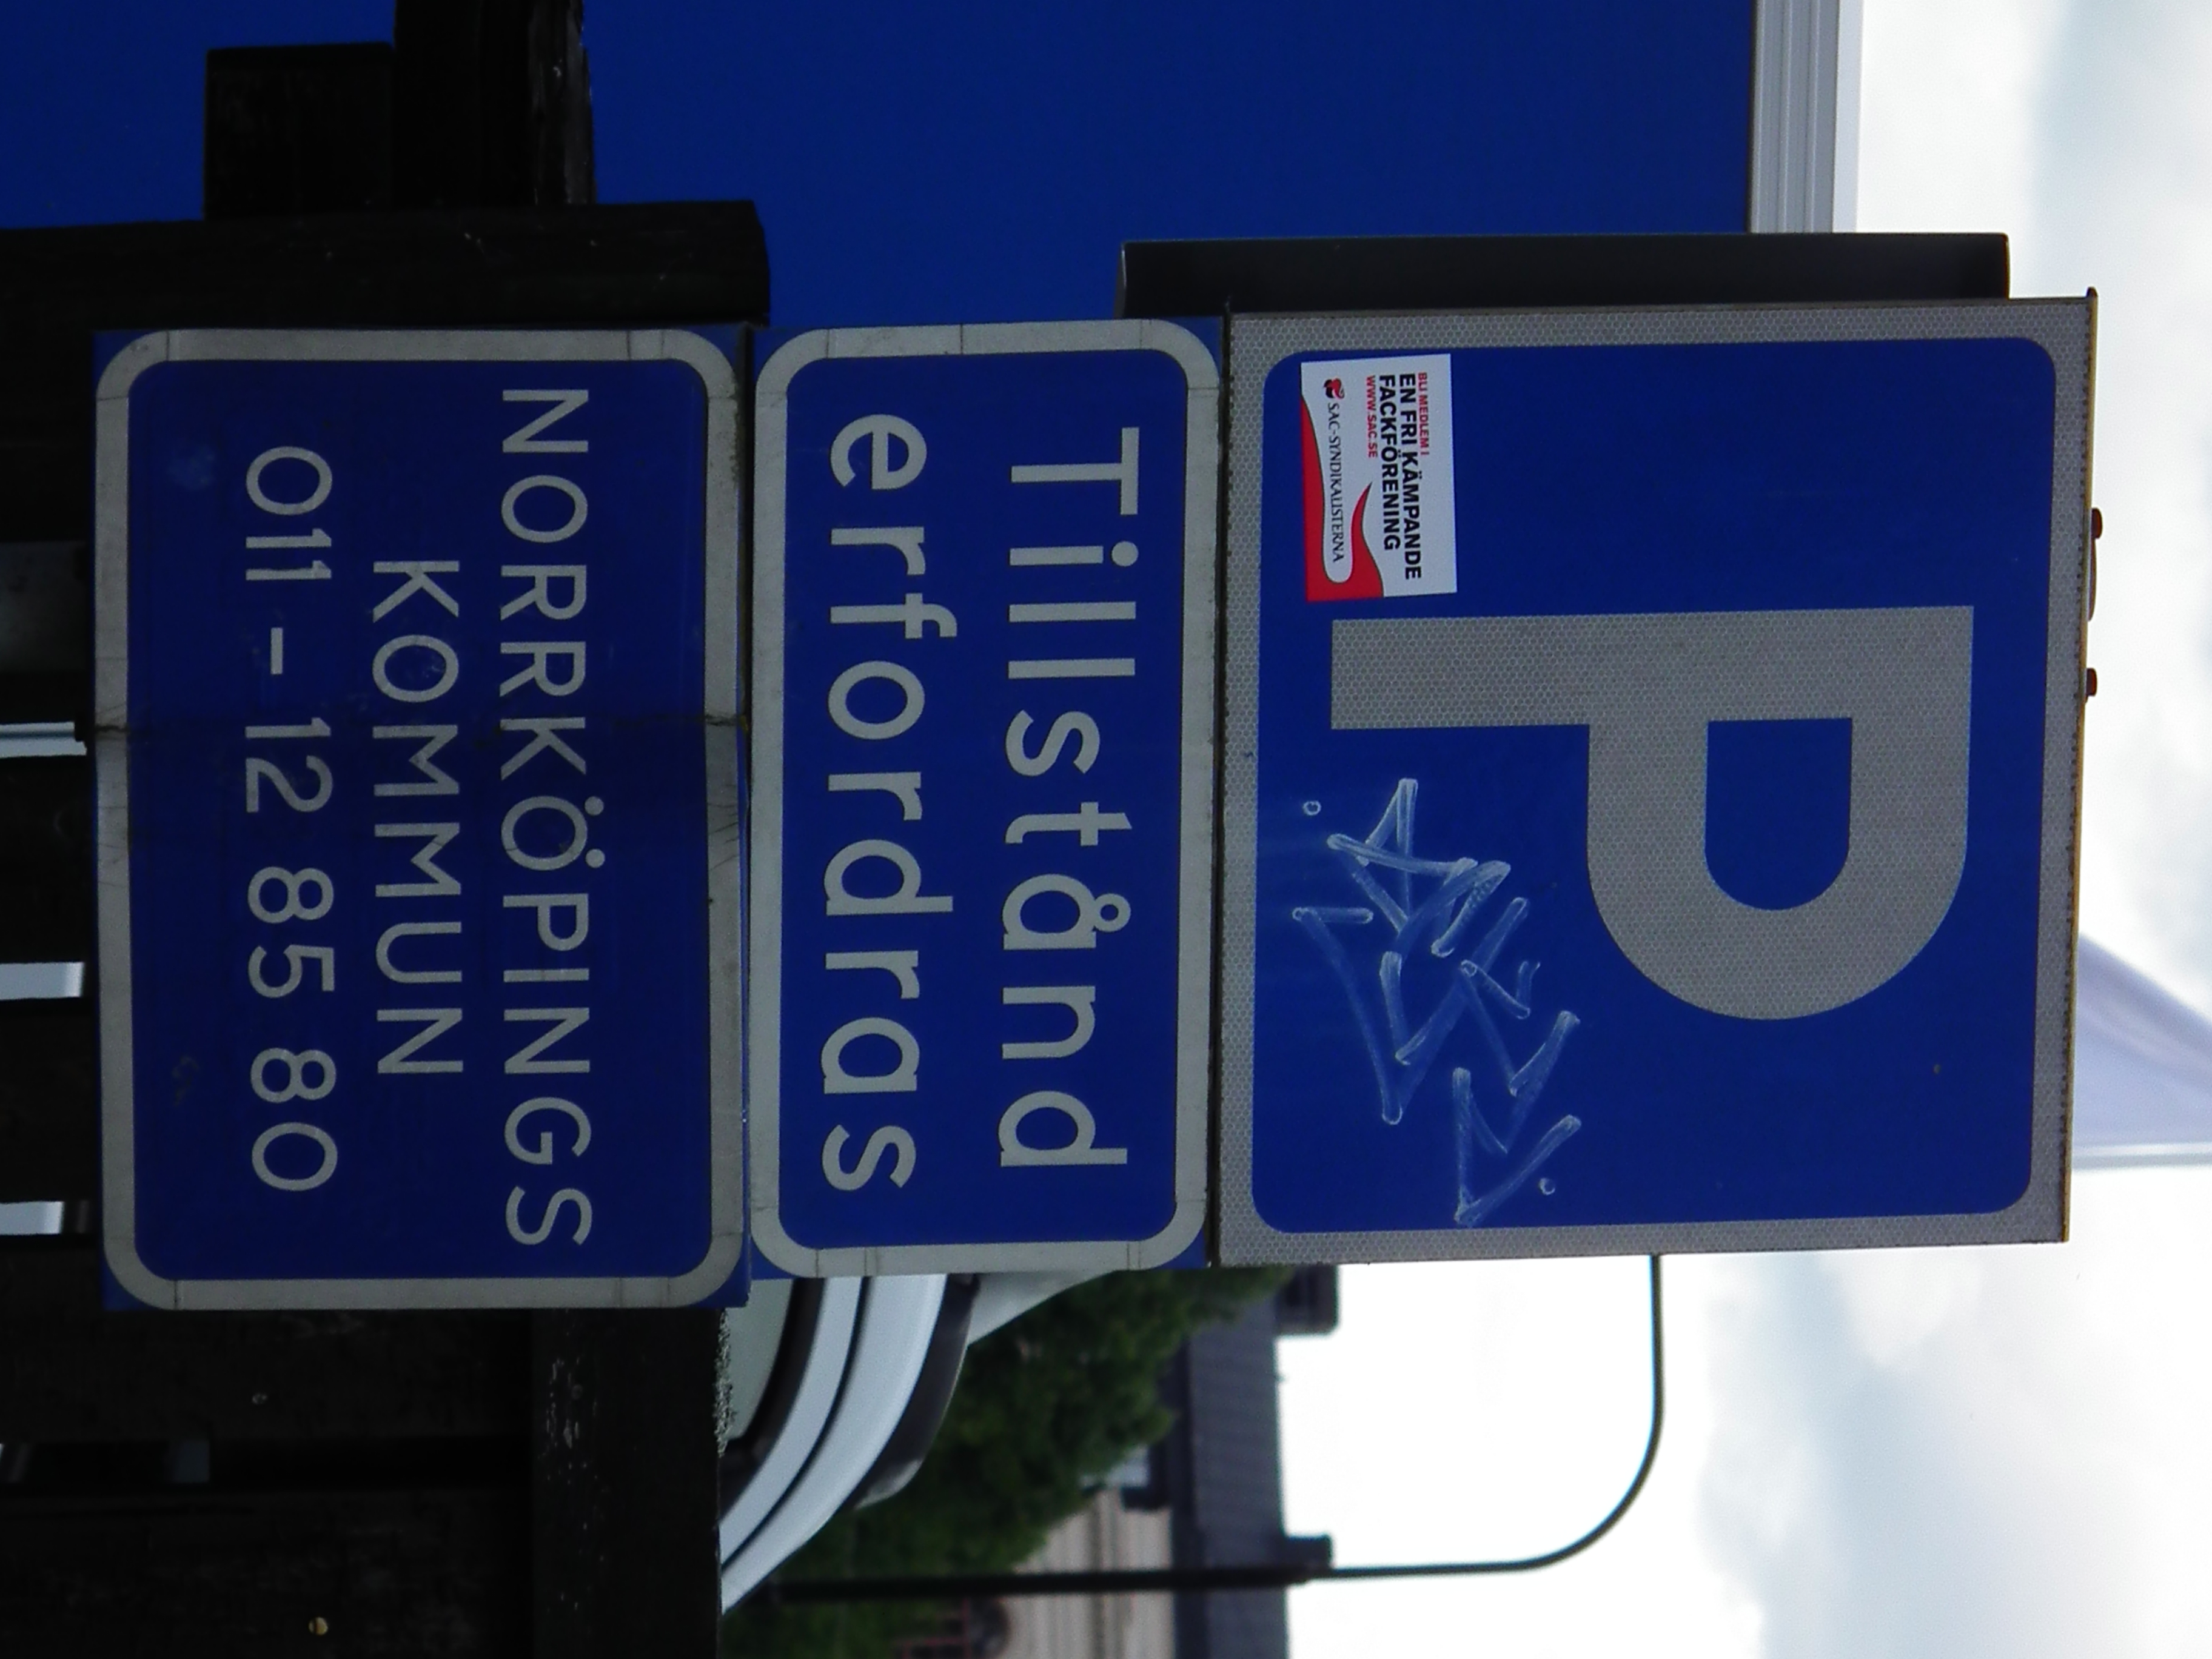 P
BLI MEDLEM I
EN FRI KÄMPANDE
FACKFÖRENING
WWW.SAC.SE
SAC-SYNDIKALISTERNA
Tillstånd
erfordras
NORRKÖPINGS
KOMMUN
011 - 12 85 80